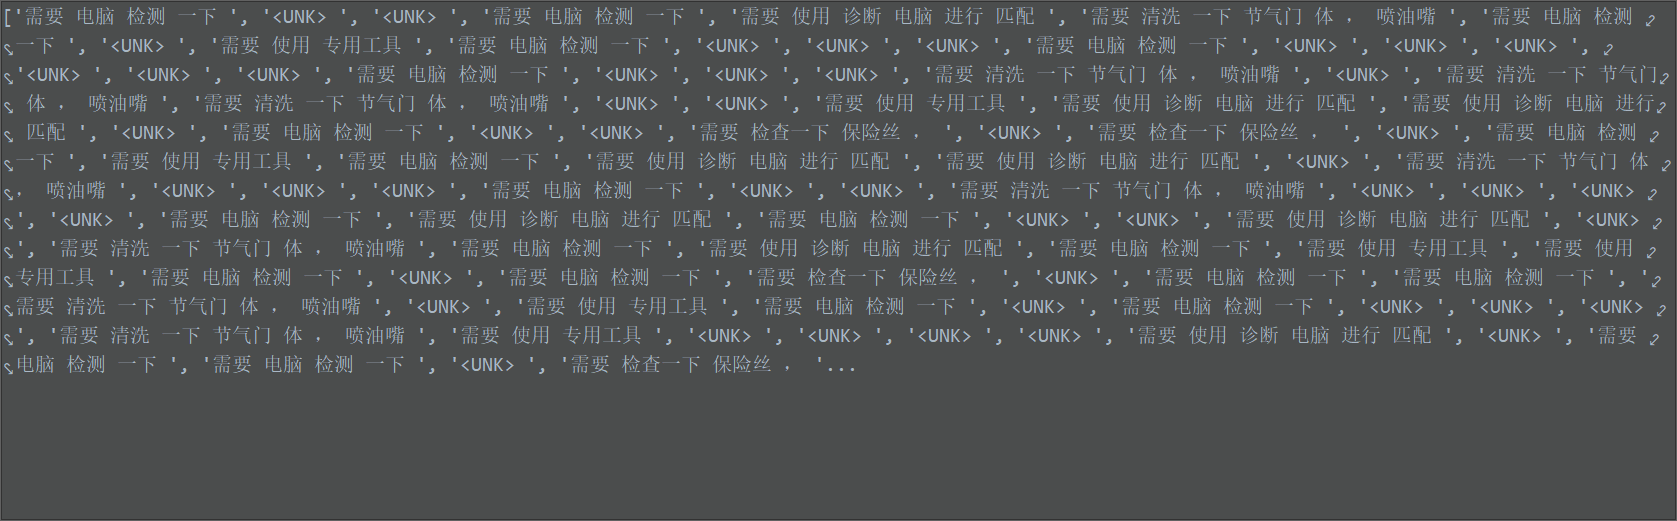 ['需要 电脑 检测 一下 ', '<UNK> ', '<UNK> ', '需要 电脑 检测 一下 ', '需要 使用 诊断 电脑 进行 匹配 ', '需要 清洗 一下 节气门 体 ， 喷油嘴 ', '需要 电脑 检测
一下 ', '<UNK> ', '需要 使用 专用工具 ', '需要 电脑 检测 一下 ', '<UNK> ', '<UNK> ', '<UNK> ', '需要 电脑 检测 一下 ', '<UNK> ', '<UNK> ', '<UNK> ',
'<UNK> ', '<UNK> ', '<UNK> ', '需要 电脑 检测 一下 ', '<UNK> ', '<UNK> ', '<UNK> ', '需要 清洗 一下 节气门 体 ， 喷油嘴 ', '<UNK> ', '需要 清洗 一下 节气门
体 ， 喷油嘴 ', '需要 清洗 一下 节气门 体 ， 喷油嘴 ', '<UNK> ', '<UNK> ', '需要 使用 专用工具 ', '需要 使用 诊断 电脑 进行 匹配 ', '需要 使用 诊断 电脑 进行
匹配 ', '<UNK> ', '需要 电脑 检测 一下 ', '<UNK> ', '<UNK> ', '需要 检查一下 保险丝 ， ', '<UNK> ', '需要 检查一下 保险丝 ， ', '<UNK> ', '需要 电脑 检测
一下 ', '需要 使用 专用工具 ', '需要 电脑 检测 一下 ', '需要 使用 诊断 电脑 进行 匹配 ', '需要 使用 诊断 电脑 进行 匹配 ', '<UNK> ', '需要 清洗 一下 节气门 体
， 喷油嘴 ', '<UNK> ', '<UNK> ', '<UNK> ', '需要 电脑 检测 一下 ', '<UNK> ', '<UNK> ', '需要 清洗 一下 节气门 体 ， 喷油嘴 ', '<UNK> ', '<UNK> ', '<UNK>
', '<UNK> ', '需要 电脑 检测 一下 ', '需要 使用 诊断 电脑 进行 匹配 ', '需要 电脑 检测 一下 ', '<UNK> ', '<UNK> ', '需要 使用 诊断 电脑 进行 匹配 ', '<UNK>
', '需要 清洗 一下 节气门 体 ， 喷油嘴 ', '需要 电脑 检测 一下 ', '需要 使用 诊断 电脑 进行 匹配 ', '需要 电脑 检测 一下 ', '需要 使用 专用工具 ', '需要 使用
专用工具 ', '需要 电脑 检测 一下 ', '<UNK> ', '需要 电脑 检测 一下 ', '需要 检查一下 保险丝 ， ', '<UNK> ', '需要 电脑 检测 一下 ', '需要 电脑 检测 一下 ', '
需要 清洗 一下 节气门 体 ， 喷油嘴 ', '<UNK> ', '需要 使用 专用工具 ', '需要 电脑 检测 一下 ', '<UNK> ', '需要 电脑 检测 一下 ', '<UNK> ', '<UNK> ', '<UNK>
', '需要 清洗 一下 节气门 体 ， 喷油嘴 ', '需要 使用 专用工具 ', '<UNK> ', '<UNK> ', '<UNK> ', '<UNK> ', '需要 使用 诊断 电脑 进行 匹配 ', '<UNK> ', '需要
电脑 检测 一下 ', '需要 电脑 检测 一下 ', '<UNK> ', '需要 检查一下 保险丝 ， '...